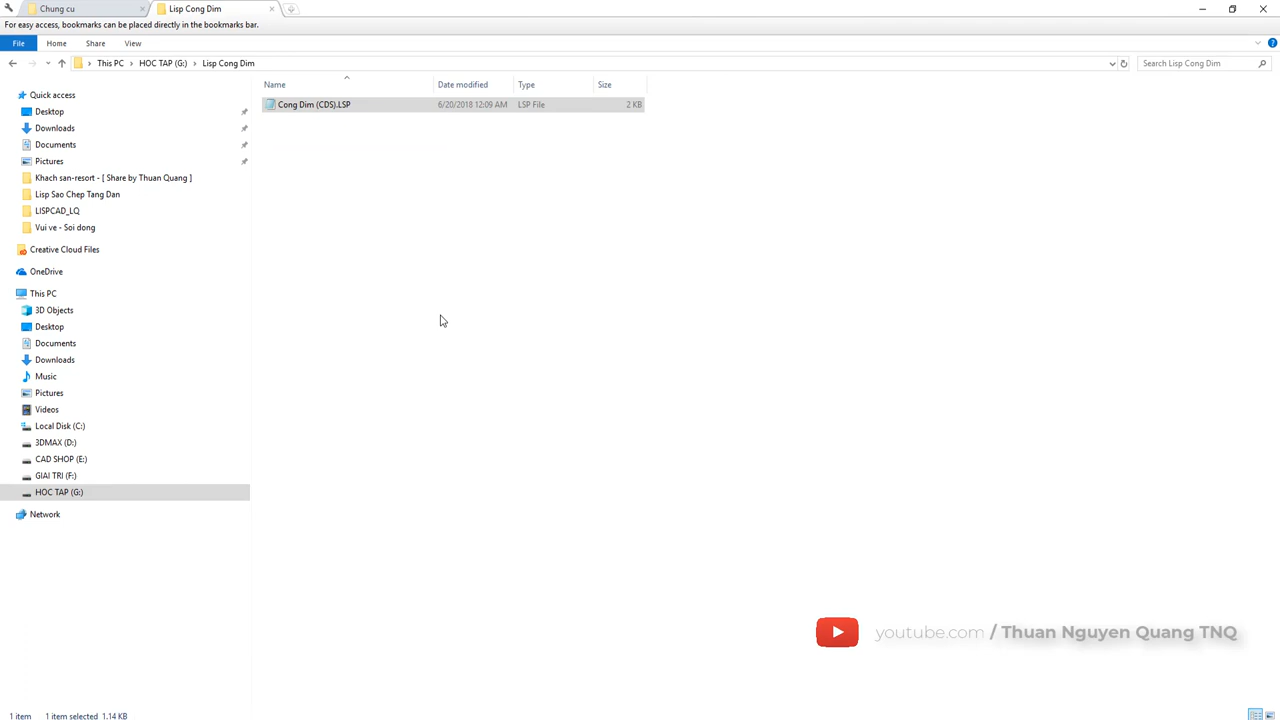 Chung cu
Lisp Cong Dim
For easy access, bookmarks can be placed directly in the bookmarks bar.
File Home Share View
This PC HOC TAP (G:) Lisp Cong Dim Search Lisp Cong Dim
Name Date modified Type Size
Cong Dim (CDS).LSP 6/20/2018 12:09 AM LSP File 2 KB
Quick access
Desktop
Downloads
Documents
Pictures
Khach san-resort - [ Share by Thuan Quang ]
Lisp Sao Chep Tang Dan
LISPCAD_LQ
Vui ve - Soi dong
Creative Cloud Files
OneDrive
This PC
3D Objects
Desktop
Documents
Downloads
Music
Pictures
Videos
Local Disk (C:)
3DMAX (D:)
CAD SHOP (E:)
GIAI TRI (F:)
HOC TAP (G:)
Network
youtube.com / Thuan Nguyen Quang TNQ
1 item 1 item selected 1.14 KB